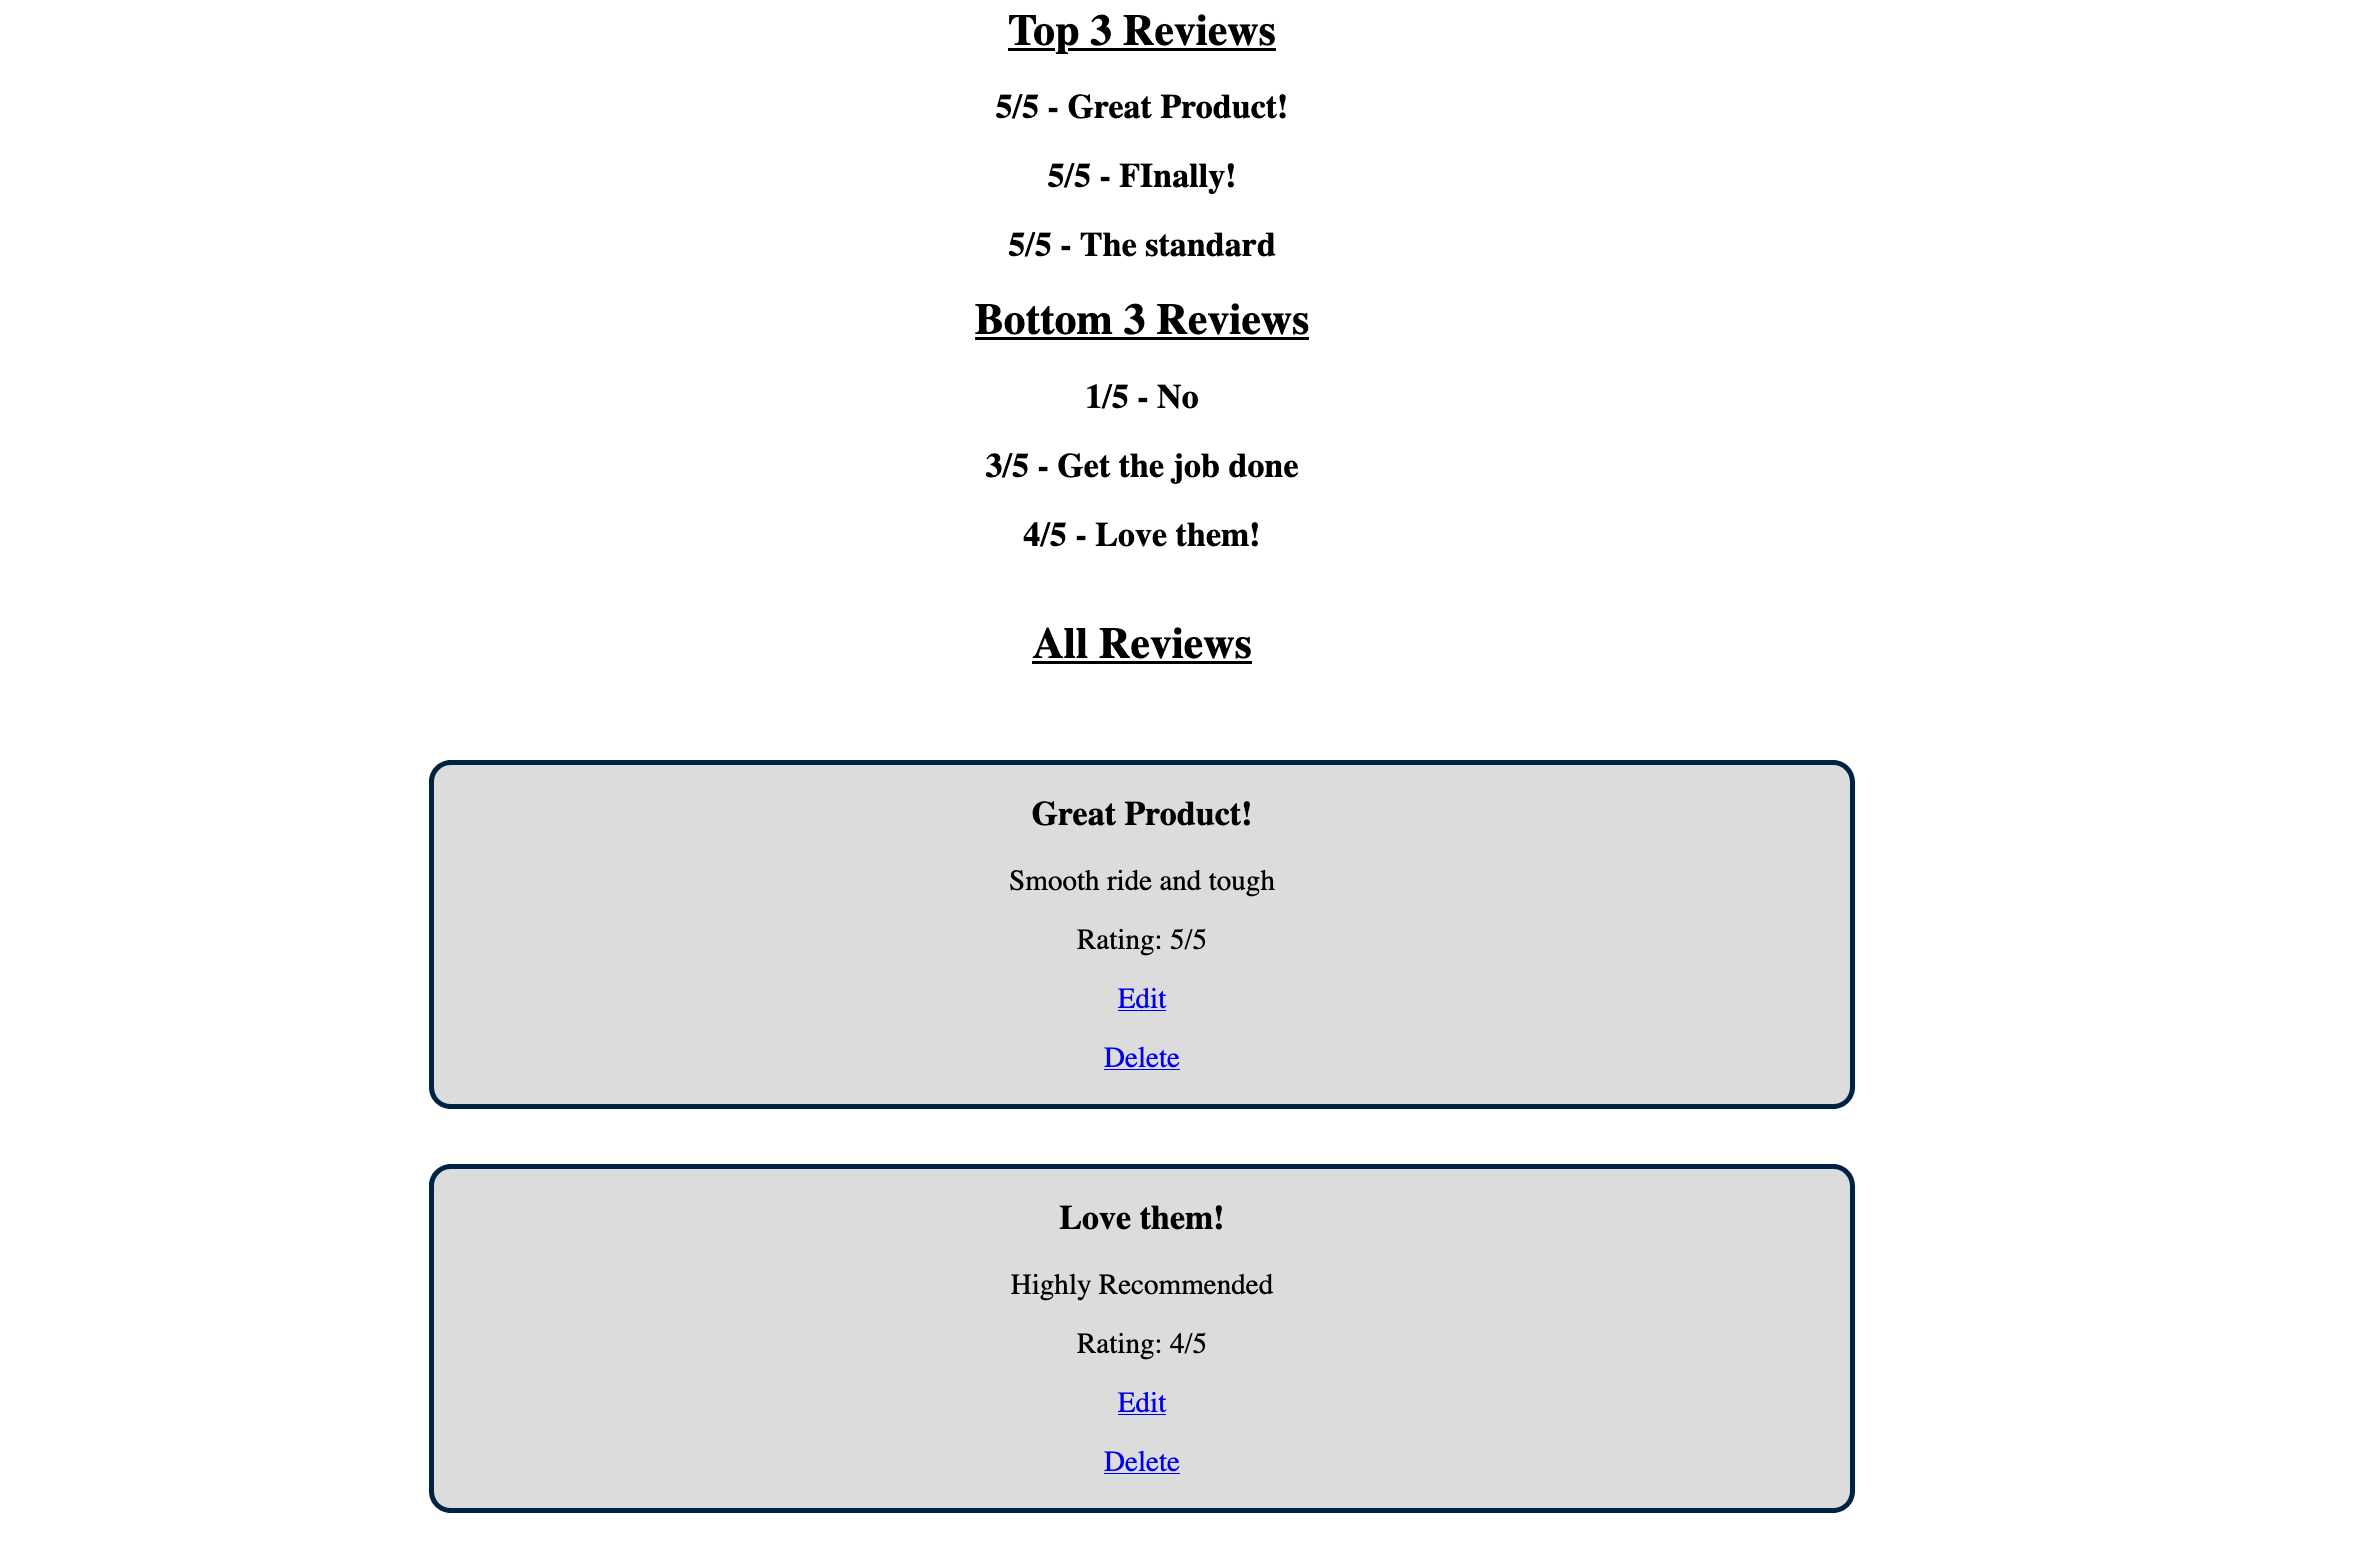 Top 3 Reviews
5/5 - Great Product!
5/5 - FInally!
5/5 - The standard
Bottom 3 Reviews
1/5 - No
3/5 - Get the job done
4/5 - Love them!
All Reviews
Great Product!
Smooth ride and tough
Rating: 5/5
Edit
Delete
Love them!
Highly Recommended
Rating: 4/5
Edit
Delete